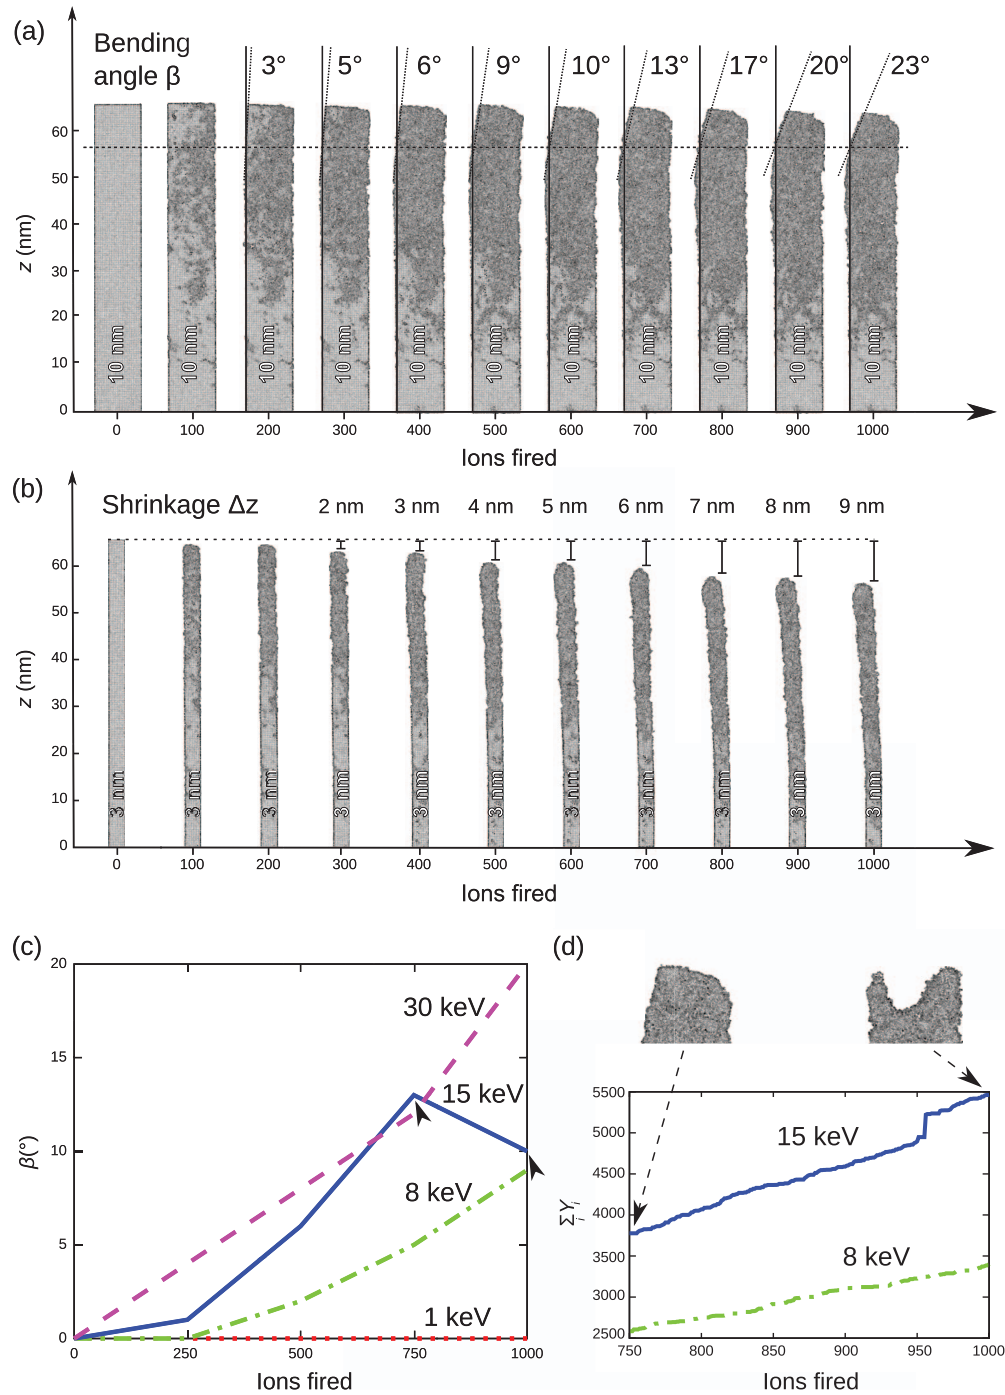 (a)
Bending
angle β
3° 5° 6° 9° 10° 13° 17° 20° 23°
60
50
40
30
20
10
0
z (nm)
10 nm 10 nm 10 nm 10 nm 10 nm 10 nm 10 nm 10 nm 10 nm 10 nm 10 nm
0 100 200 300 400 500 600 700 800 900 1000
Ions fired
(b)
Shrinkage Δz 2 nm 3 nm 4 nm 5 nm 6 nm 7 nm 8 nm 9 nm
60
50
40
30
20
10
0
z (nm)
3 nm 3 nm 3 nm 3 nm 3 nm 3 nm 3 nm 3 nm 3 nm 3 nm 3 nm
0 100 200 300 400 500 600 700 800 900 1000
Ions fired
(c)
20
15
10
5
0
β(°)
30 keV
15 keV
8 keV
1 keV
0 250 500 750 1000
Ions fired
(d)
5500
5000
4500
4000
3500
3000
2500
Σ Y i
i
15 keV
8 keV
750 800 850 900 950 1000
Ions fired